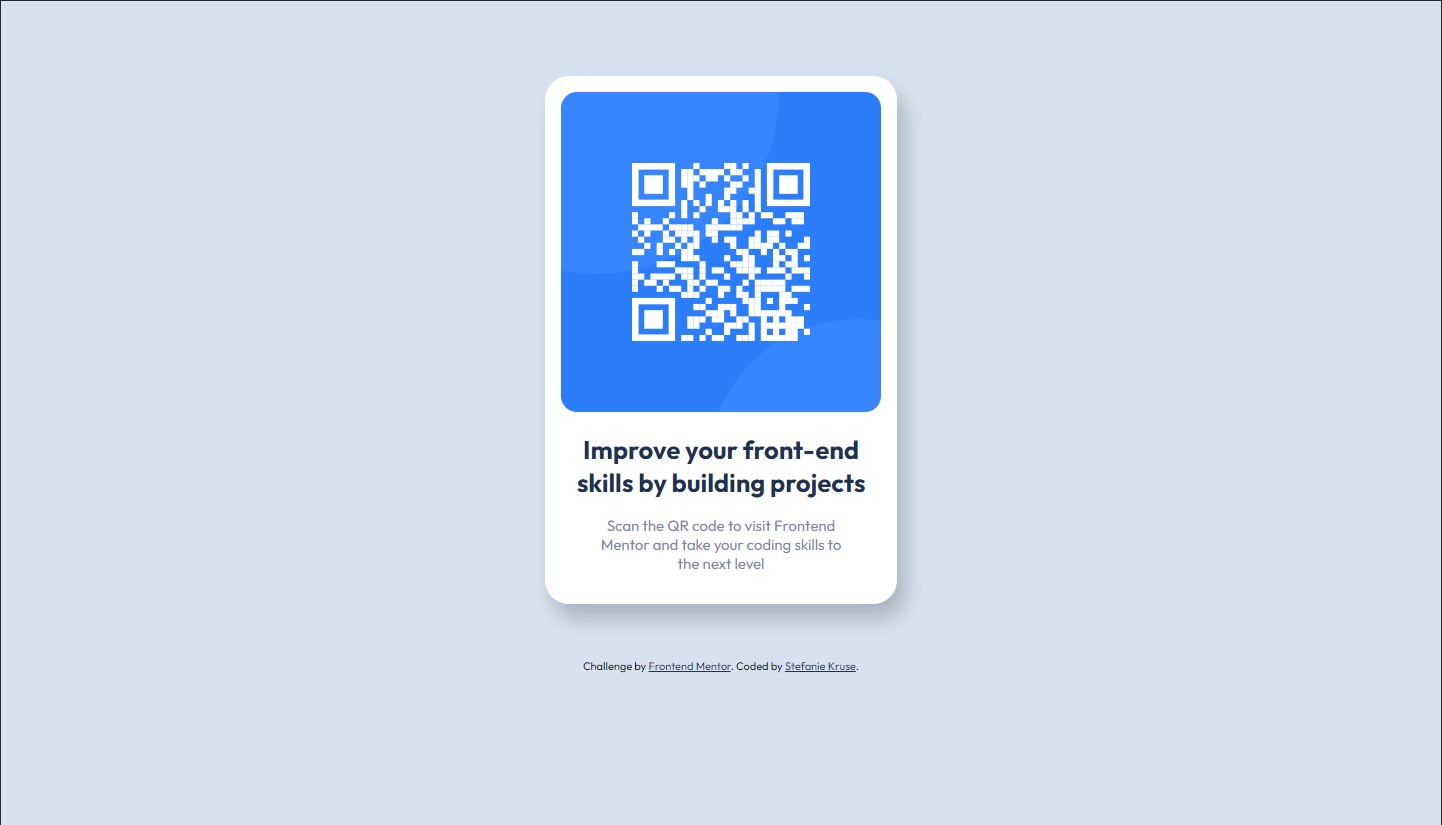 Improve your front-end
skills by building projects
Scan the QR code to visit Frontend
Mentor and take your coding skills to
the next level
Challenge by Frontend Mentor. Coded by Stefanie Kruse.